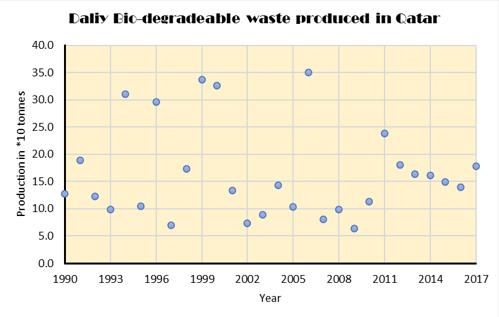 Daliy Bio-degradeable waste produced in Qatar
40.0
35.0
30.0
25.0
20.0
15.0
10.0
5.0
0.0
Production in *10 tonnes
1990 1993 1996 1999 2002 2005 2008 2011 2014 2017
Year